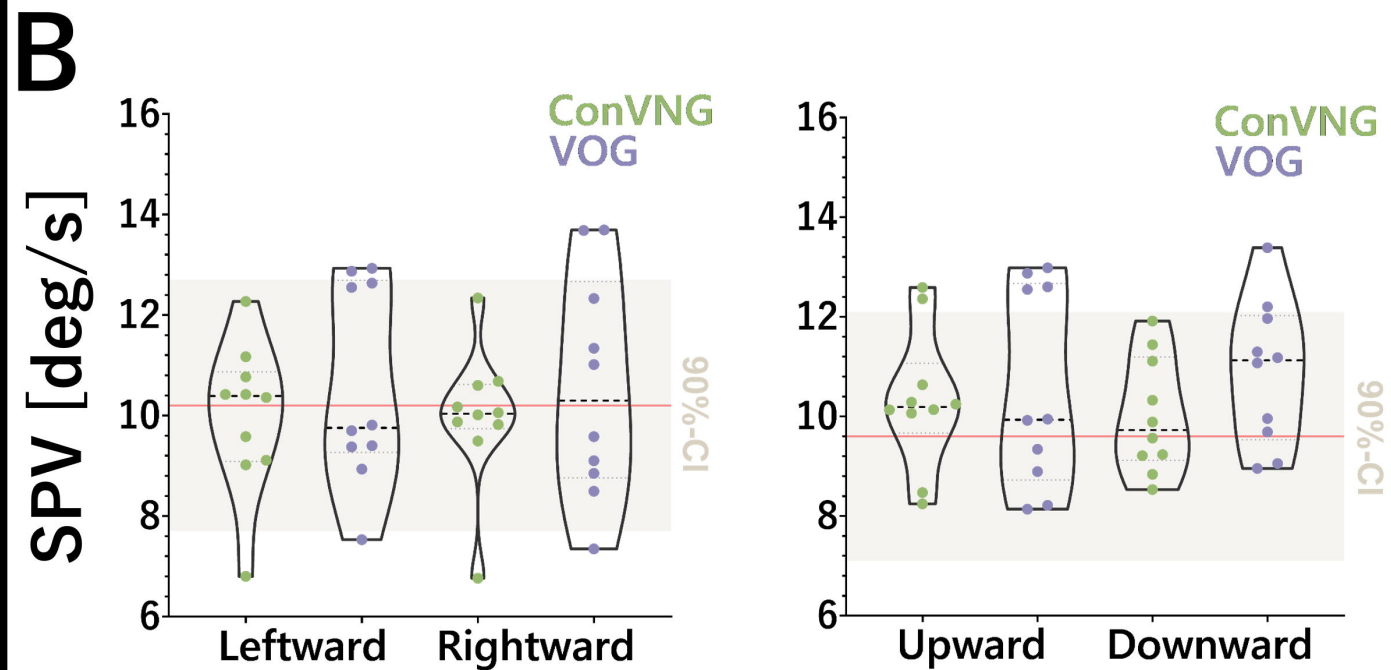 B
SPV [deg/s]
16
14
12
10
8
6
ConVNG
VOG
90%-CI
Leftward
Rightward
16
14
12
10
8
6
ConVNG
VOG
90%-CI
Upward
Downward